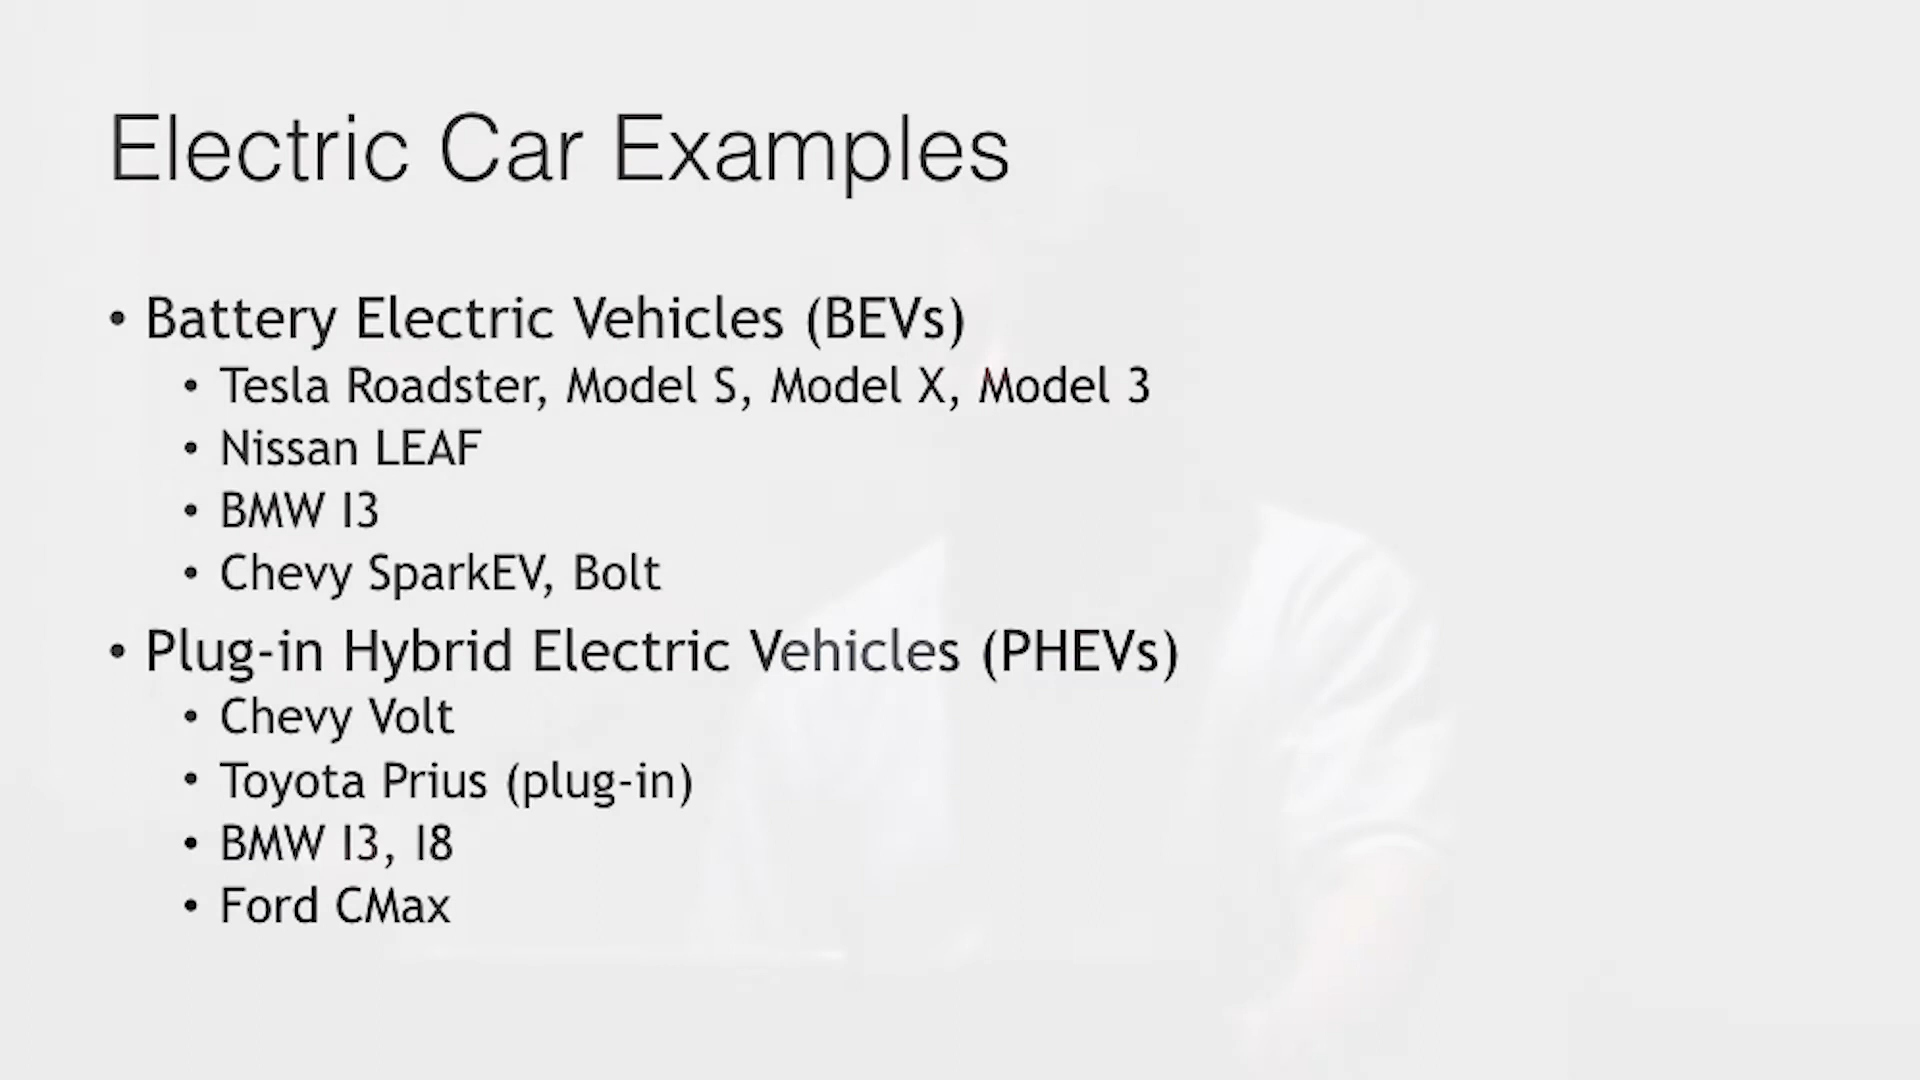 Electric Car Examples
• Battery Electric Vehicles (BEVs)
• Tesla Roadster, Model S, Model X, Model 3
• Nissan LEAF
• BMW I3
• Chevy SparkEV, Bolt
• Plug-in Hybrid Electric Vehicles (PHEVs)
• Chevy Volt
• Toyota Prius (plug-in)
• BMW I3, I8
• Ford CMax